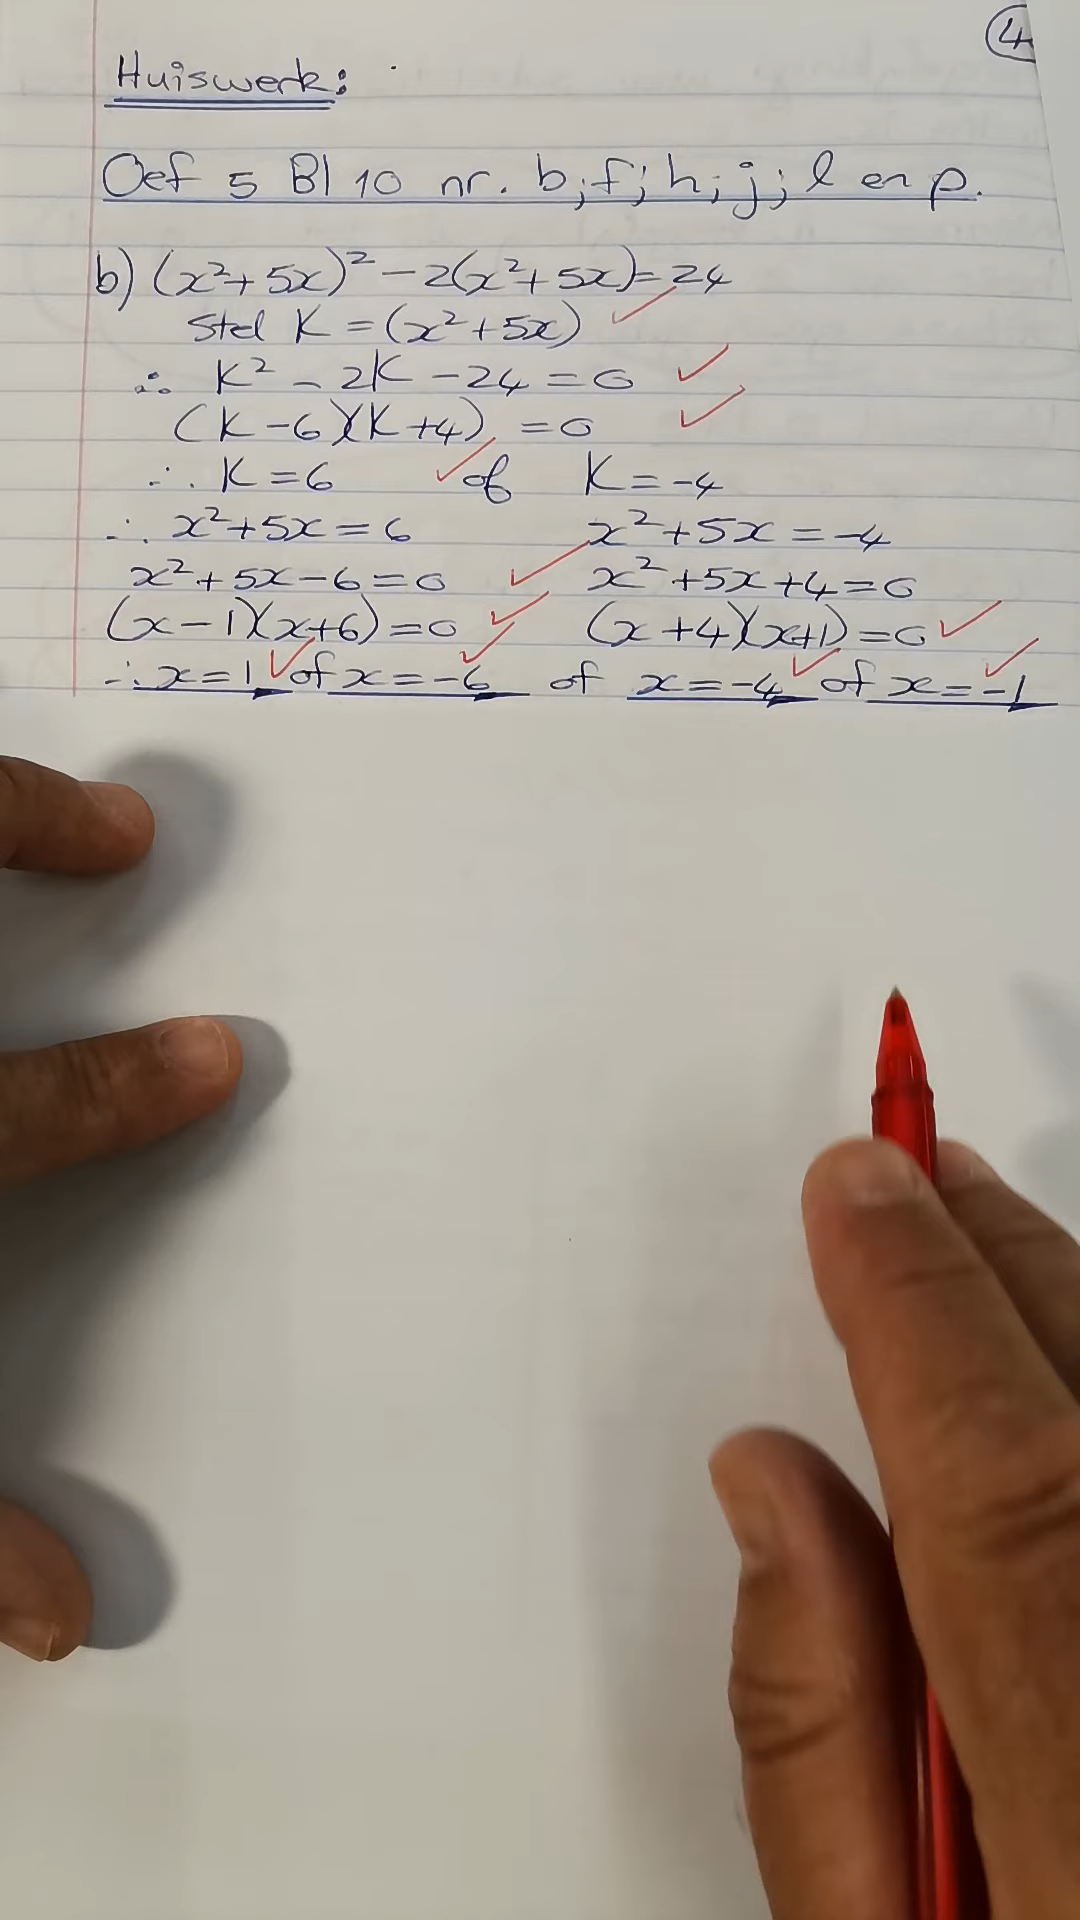 4
Huiswerk:
Oef 5 Bl 10 nr. b; f; h; j; l en p.
b) (x²+5x)² - 2(x²+5x) = 24
Stel K = (x²+5x)
∴ K² - 2K - 24 = 0
(K-6)(K+4) = 0
∴ K = 6 of K = -4
∴ x²+5x = 6 x²+5x = -4
x²+5x-6 = 0 x²+5x+4 = 0
(x-1)(x+6) = 0 (x+4)(x+1) = 0
∴ x = 1 of x = -6 of x = -4 of x = -1